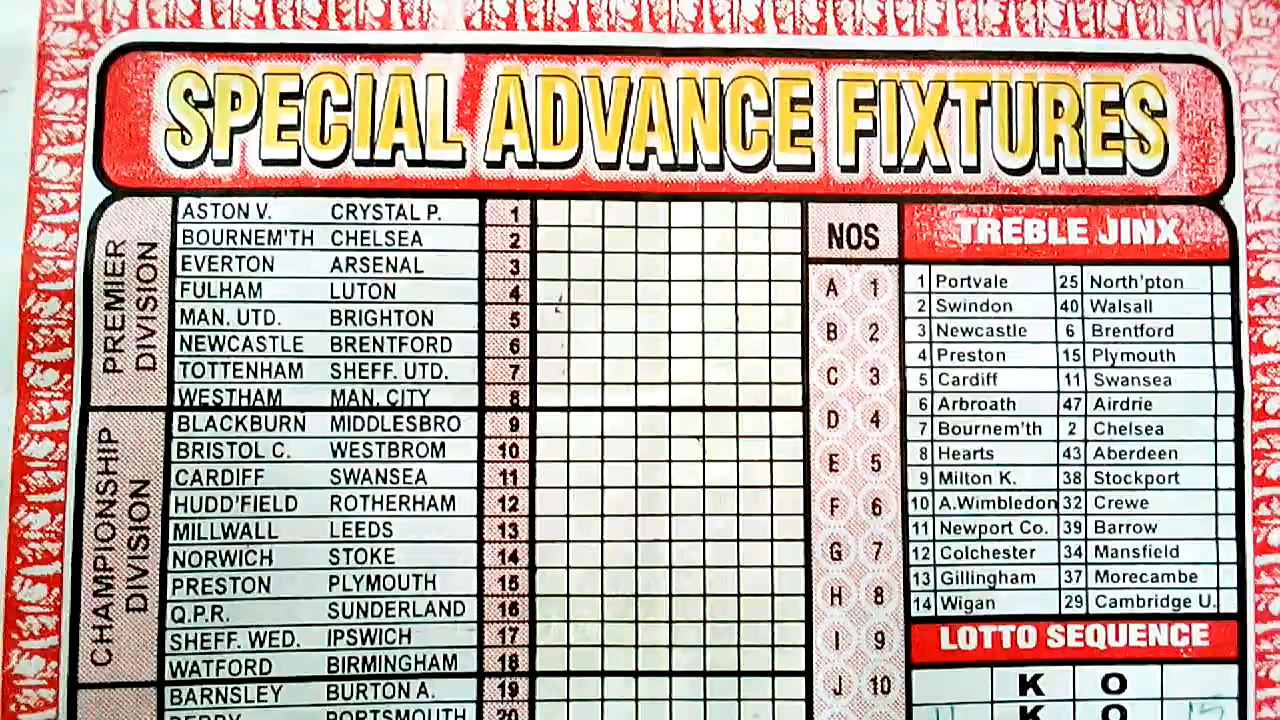 SPECIAL ADVANCE FIXTURES
PREMIER DIVISION
ASTON V. CRYSTAL P. 1
BOURNEM'TH CHELSEA 2
EVERTON ARSENAL 3
FULHAM LUTON 4
MAN. UTD. BRIGHTON 5
NEWCASTLE BRENTFORD 6
TOTTENHAM SHEFF. UTD. 7
WESTHAM MAN. CITY 8
CHAMPIONSHIP DIVISION
BLACKBURN MIDDLESBRO 9
BRISTOL C. WESTBROM 10
CARDIFF SWANSEA 11
HUDD'FIELD ROTHERHAM 12
MILLWALL LEEDS 13
NORWICH STOKE 14
PRESTON PLYMOUTH 15
Q.P.R. SUNDERLAND 16
SHEFF. WED. IPSWICH 17
WATFORD BIRMINGHAM 18
BARNSLEY BURTON A. 19
DERBY PORTSMOUTH 20
NOS
A 1
B 2
C 3
D 4
E 5
F 6
G 7
H 8
I 9
J 10
TREBLE JINX
1 Portvale 25 North'pton
2 Swindon 40 Walsall
3 Newcastle 6 Brentford
4 Preston 15 Plymouth
5 Cardiff 11 Swansea
6 Arbroath 47 Airdrie
7 Bournem'th 2 Chelsea
8 Hearts 43 Aberdeen
9 Milton K. 38 Stockport
10 A.Wimbledon 32 Crewe
11 Newport Co. 39 Barrow
12 Colchester 34 Mansfield
13 Gillingham 37 Morecambe
14 Wigan 29 Cambridge U.
LOTTO SEQUENCE
K O
K O